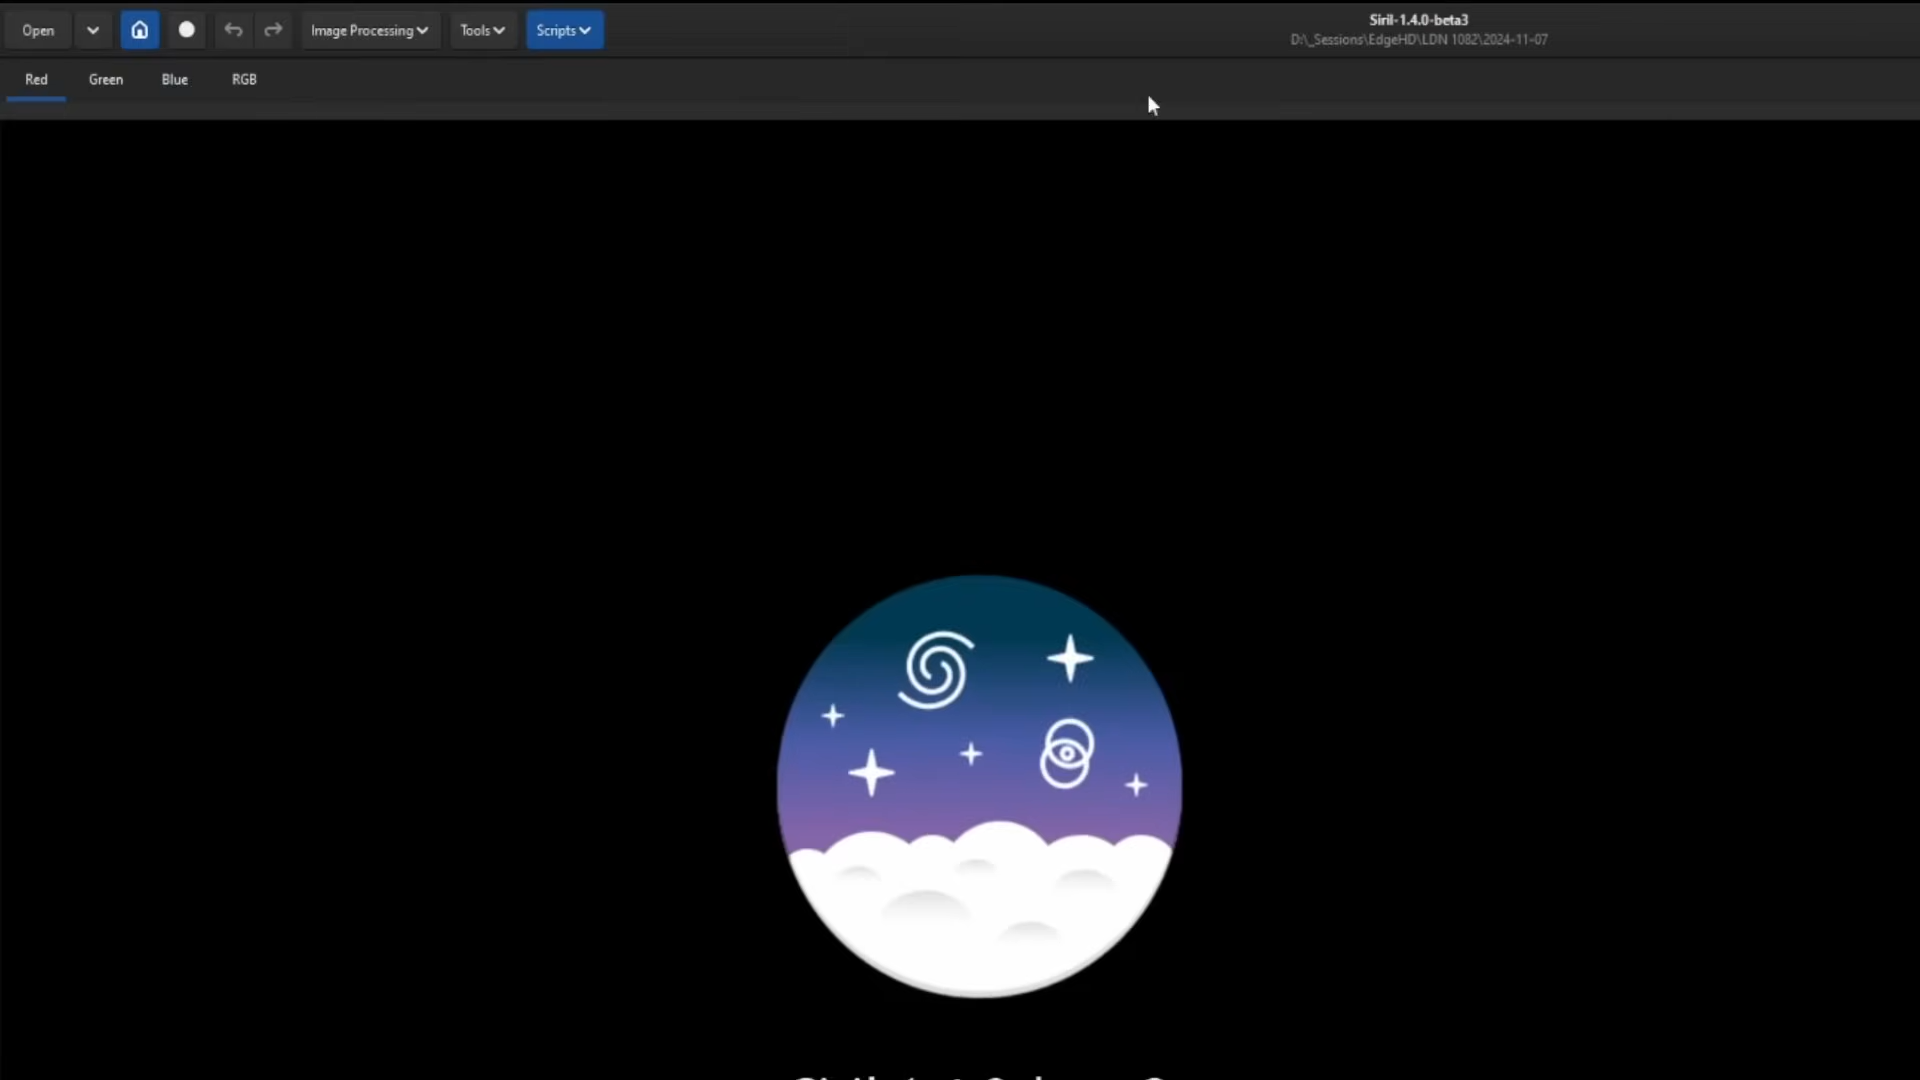 Open
Image Processing
Tools
Scripts
Siril-1.4.0-beta3
D:\_Sessions\EdgeHD\LDN 1082\2024-11-07
Red
Green
Blue
RGB